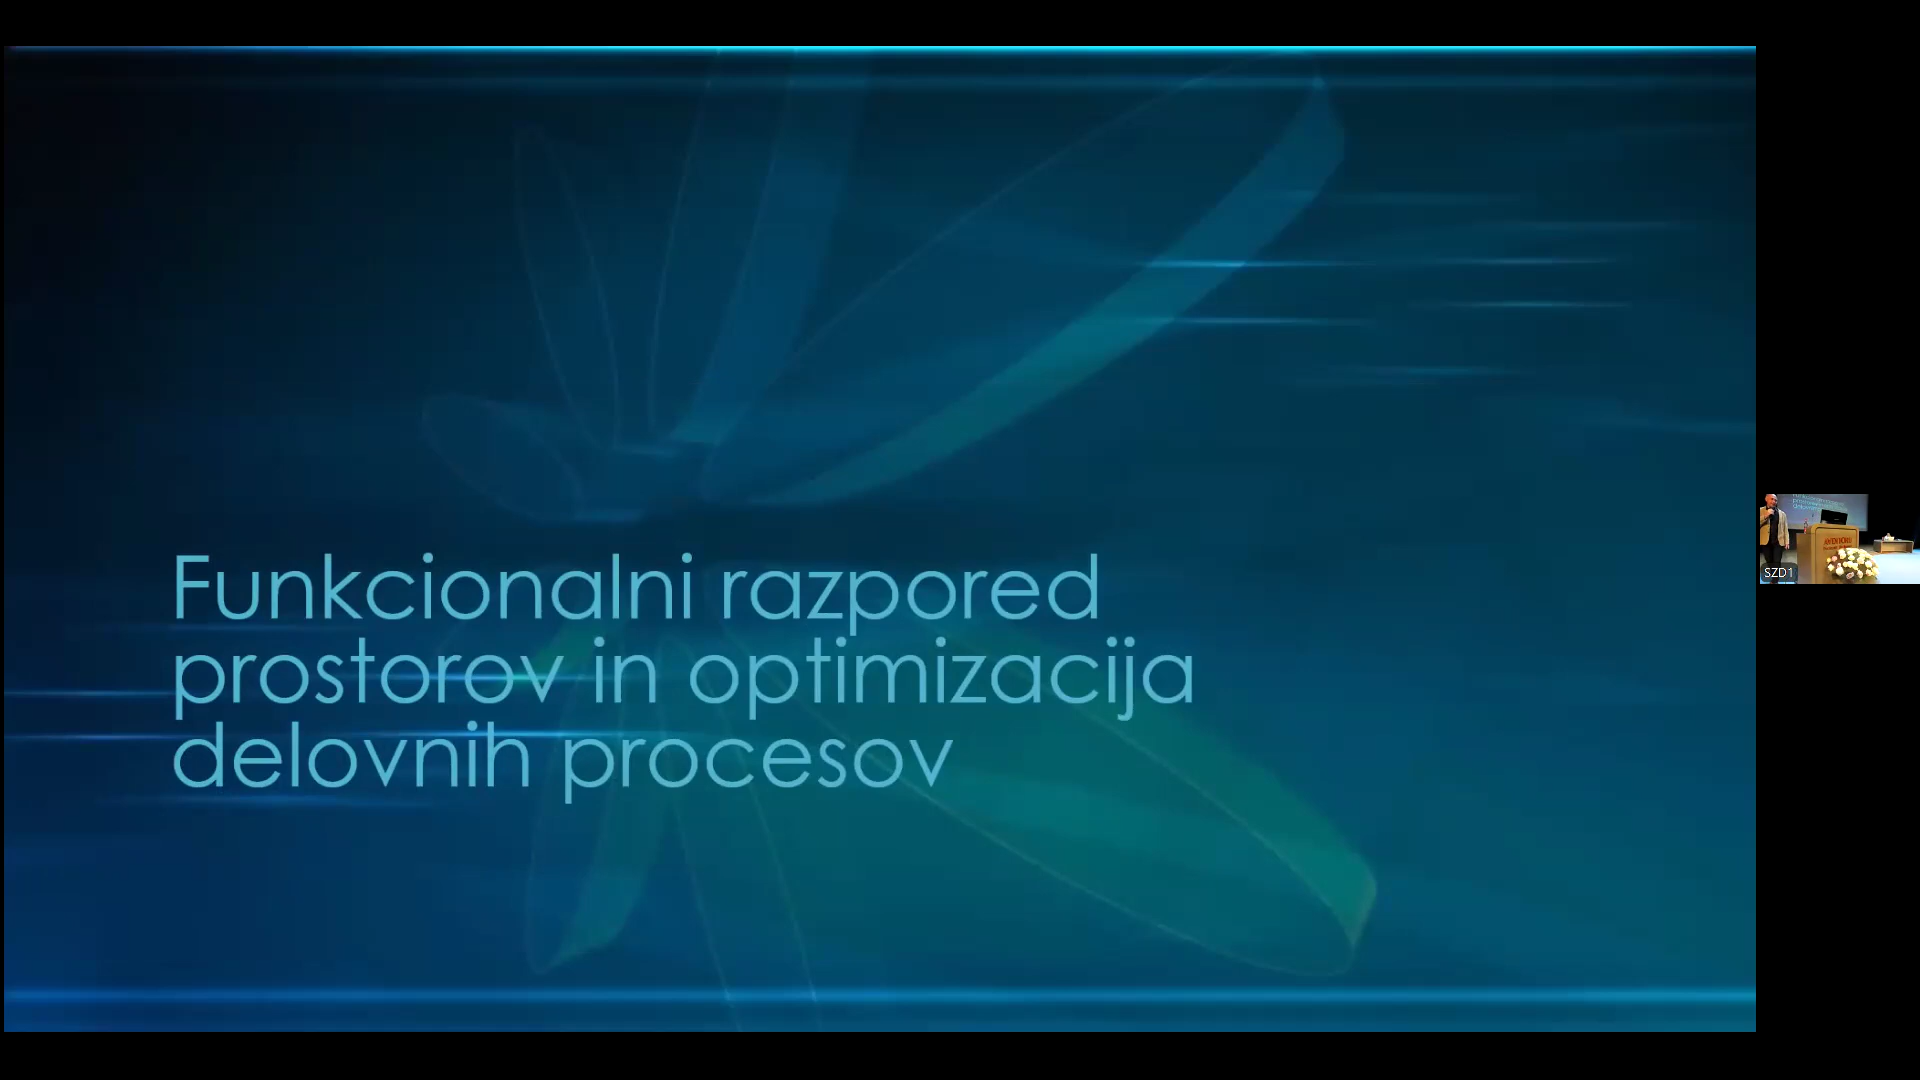 Funkcionalni razpored
prostorov in optimizacija
delovnih procesov
SZD1